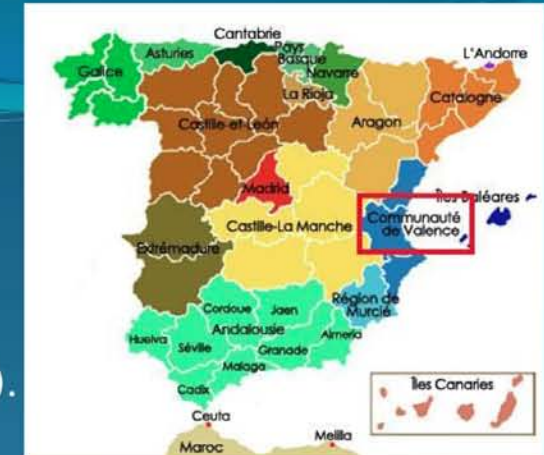 Cantabrie
Asturies
Pays
Basque
Galice
Navarre
L'Andorre
La Rioja
Catalogne
Castille-et-León
Aragon
Madrid
Îles Baléares
Communauté
de Valence
Castille-La Manche
Extrémadure
Région de
Murcie
Cordoue
Jaen
Andalousie
Huelva
Séville
Grenade
Almeria
Malaga
Cadix
).
Îles Canaries
Ceuta
Maroc
Melilla